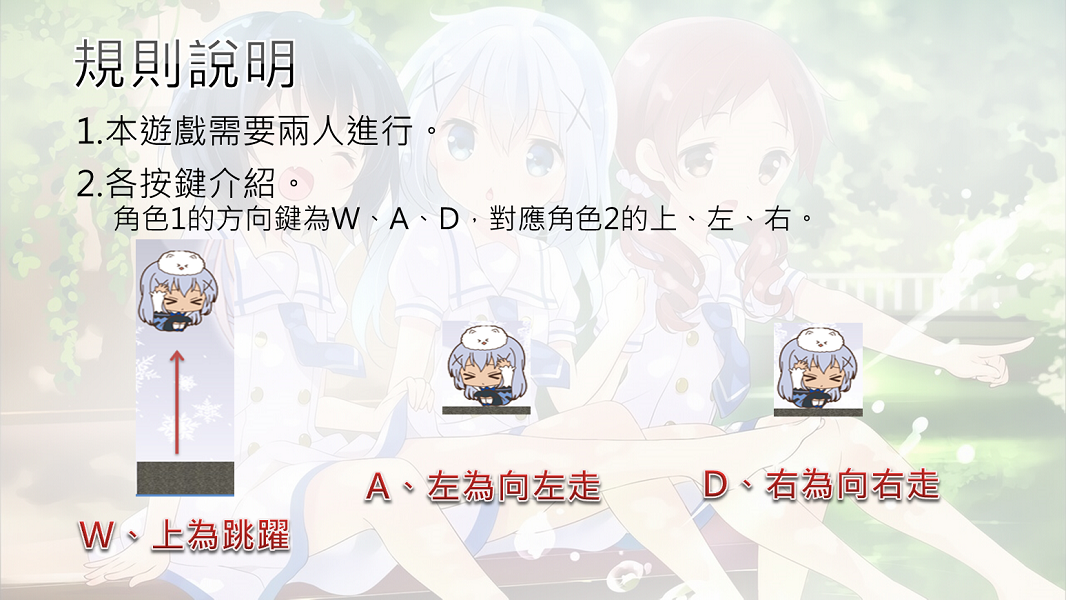 規則說明
1.本遊戲需要兩人進行。
2.各按鍵介紹。
角色1的方向鍵為W、A、D，對應角色2的上、左、右。
A、左為向左走
D、右為向右走
W、上為跳躍